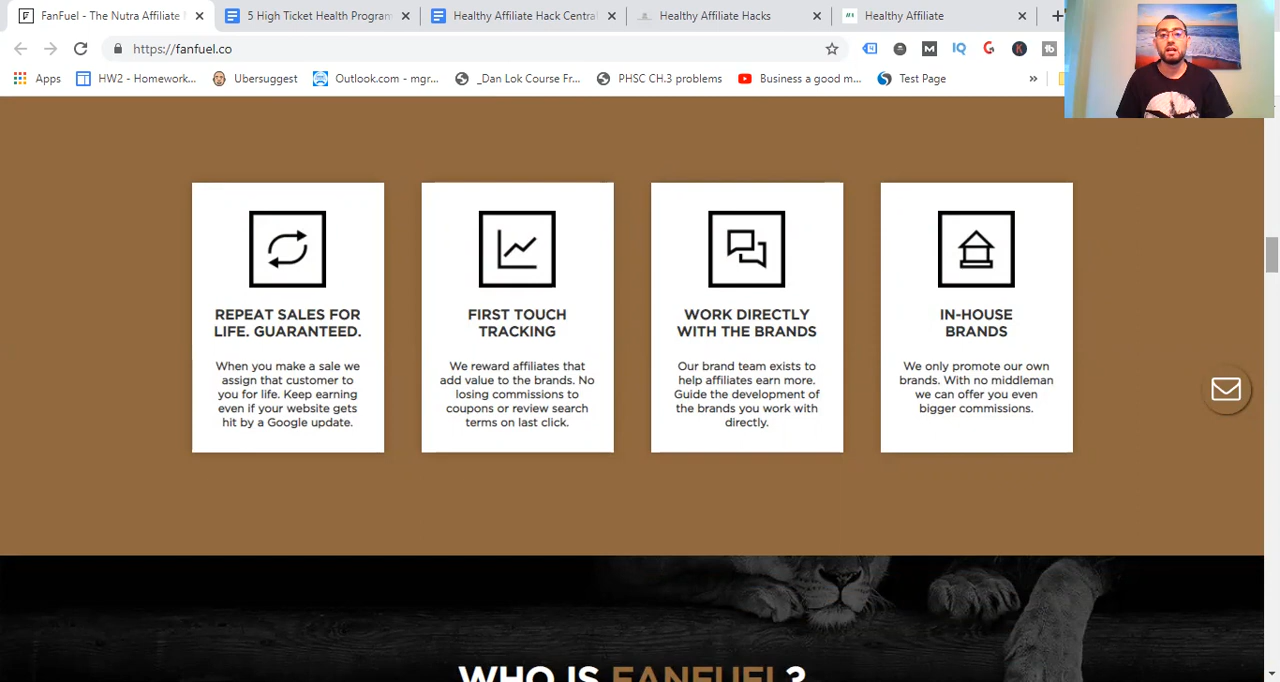 FanFuel - The Nutra Affiliate
5 High Ticket Health Program
Healthy Affiliate Hack Central
Healthy Affiliate Hacks
Healthy Affiliate
https://fanfuel.co
Apps
HW2 - Homework...
Ubersuggest
Outlook.com - mgr...
_Dan Lok Course Fr...
PHSC CH.3 problems
Business a good m...
Test Page
REPEAT SALES FOR
LIFE. GUARANTEED.
When you make a sale we
assign that customer to
you for life. Keep earning
even if your website gets
hit by a Google update.
FIRST TOUCH
TRACKING
We reward affiliates that
add value to the brands. No
losing commissions to
coupons or review search
terms on last click.
WORK DIRECTLY
WITH THE BRANDS
Our brand team exists to
help affiliates earn more.
Guide the development of
the brands you work with
directly.
IN-HOUSE
BRANDS
We only promote our own
brands. With no middleman
we can offer you even
bigger commissions.
WHO IS FANFUEL?